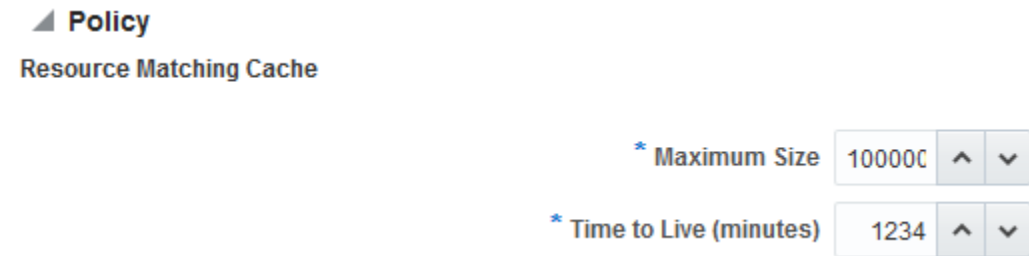 Policy
Resource Matching Cache
* Maximum Size 100000
* Time to Live (minutes) 1234